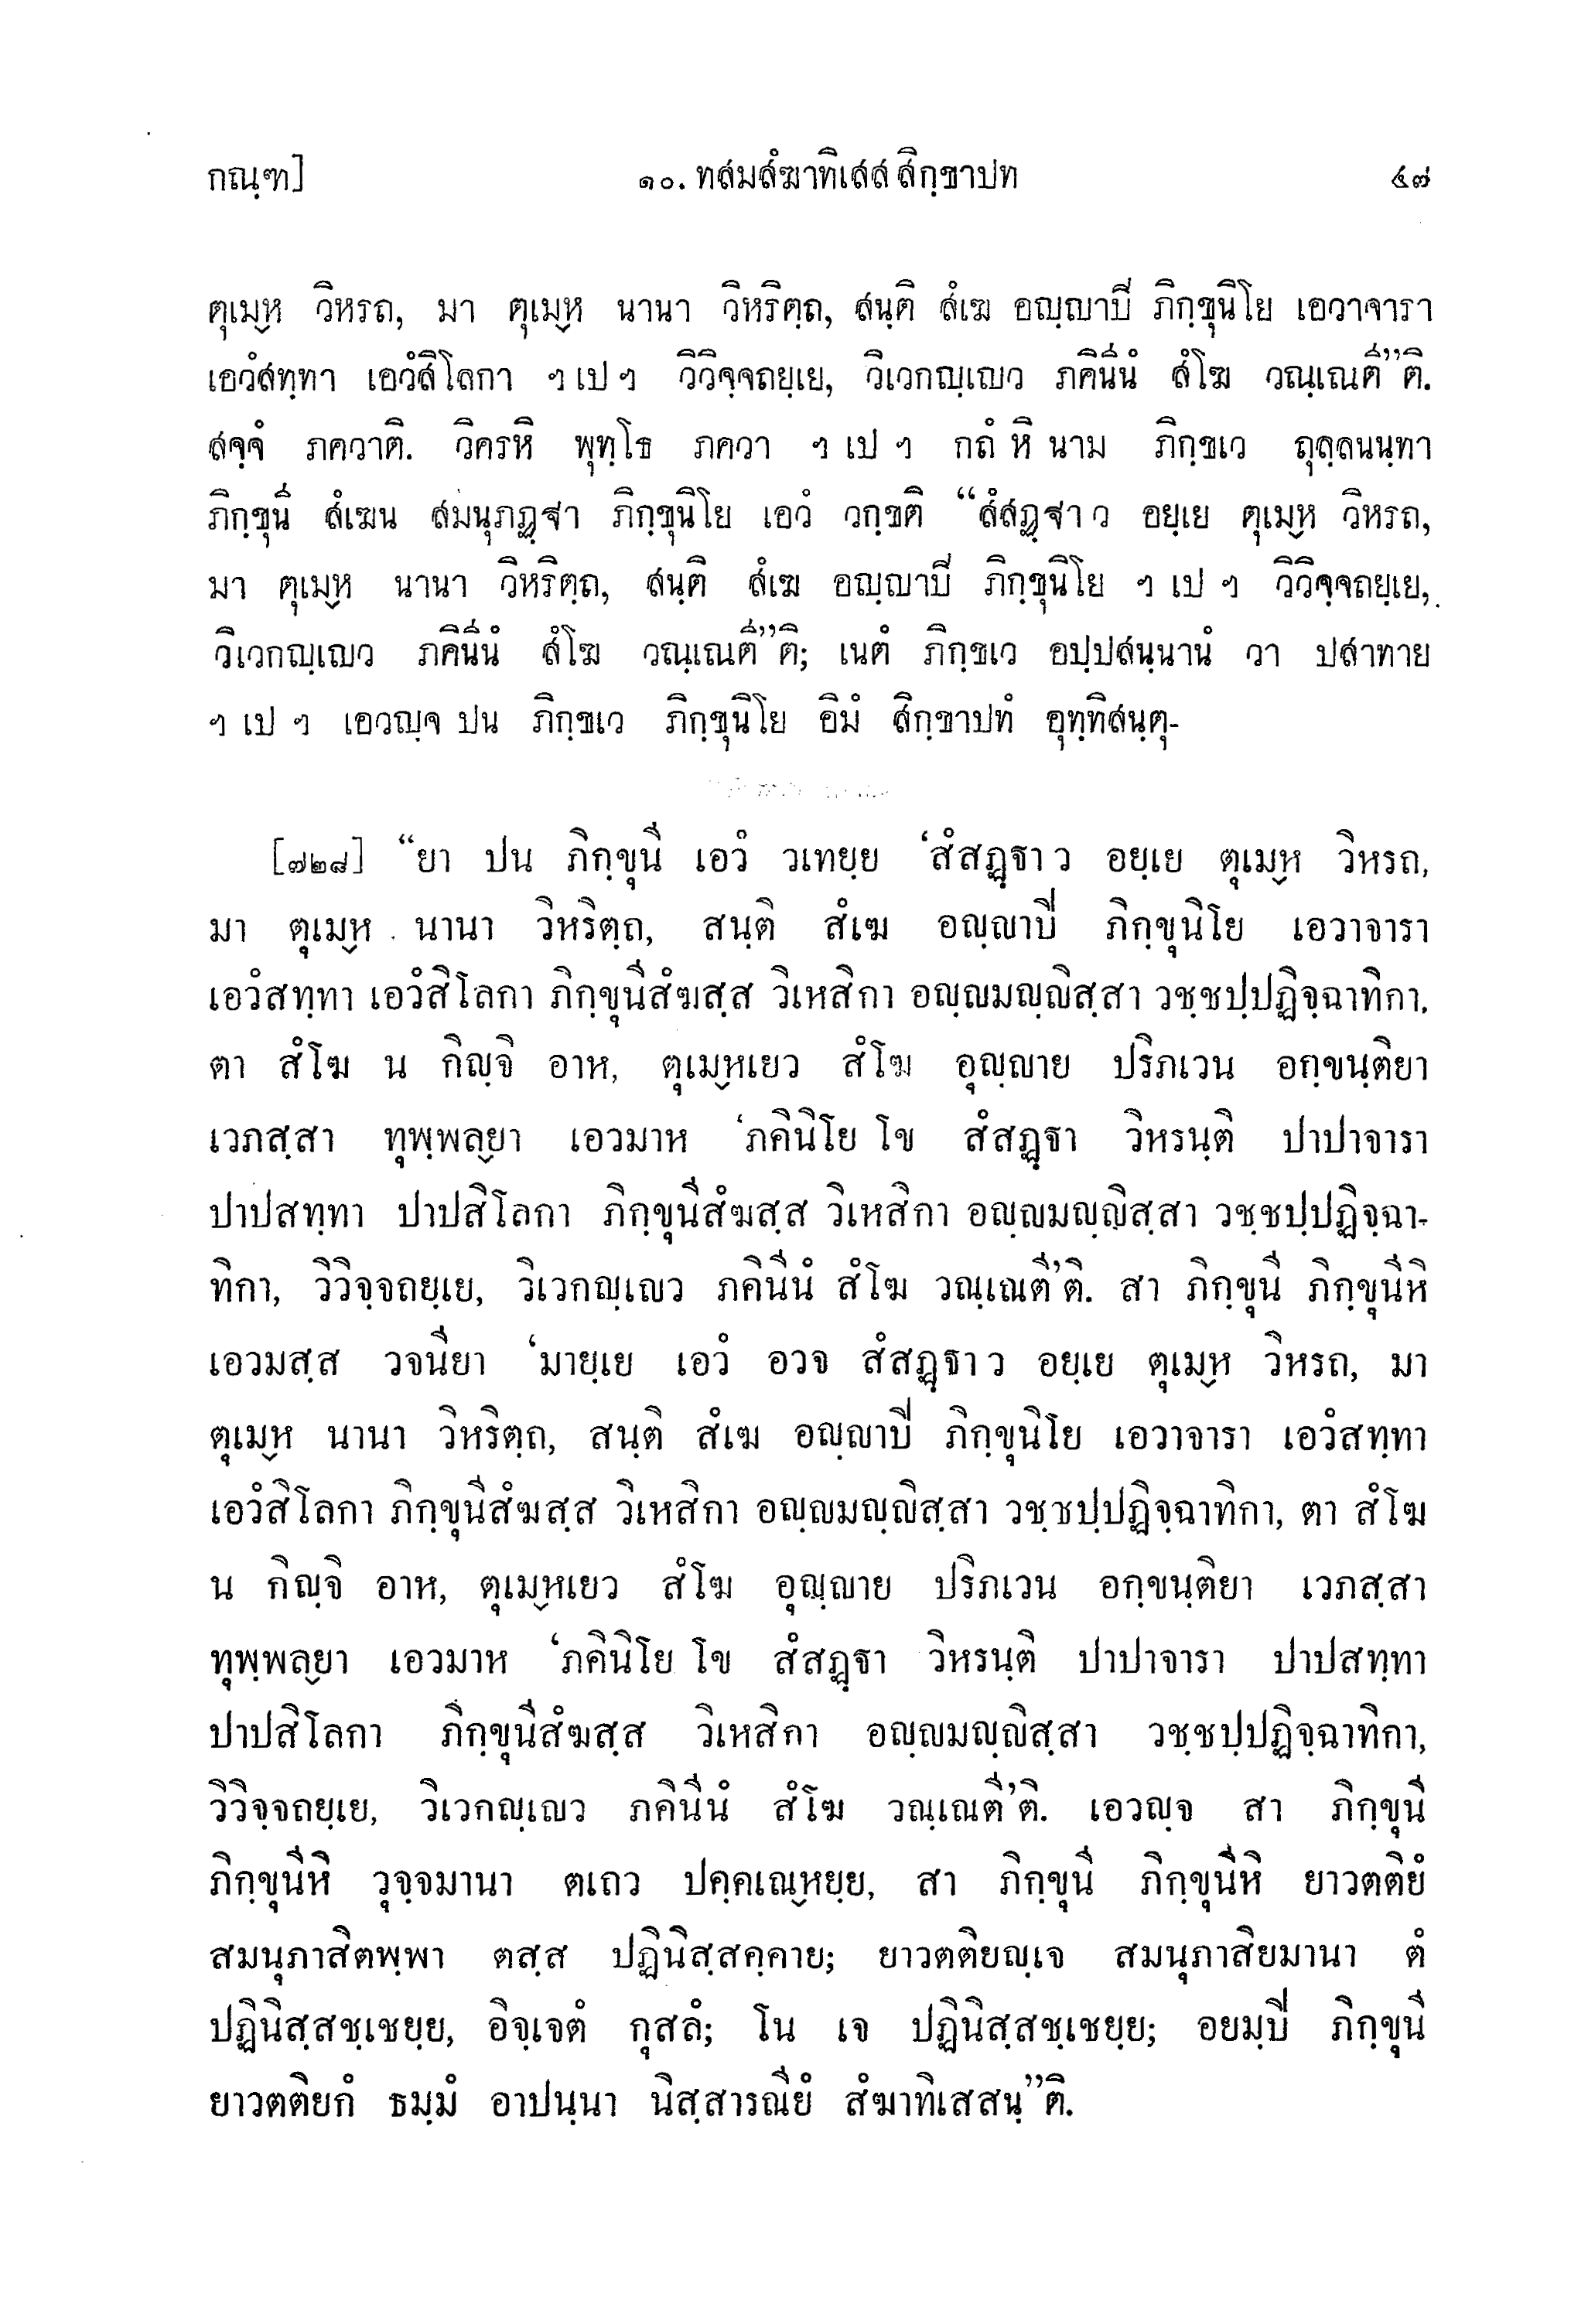 กณฺฑ]
๑๐. ทสมสํฆาทิเสส สิกฺขาปท
๔๗
ตุเมฺห วิหรถ, มา ตุเมฺห นานา วิหริตฺถ, สนฺติ สํเฆ อญฺญาปี ภิกฺขุนิโย เอวาจารา
เอวํสทฺทา เอวํสิโลกา ฯ เป ฯ วิวิจฺจถยฺเย, วิเวกญฺเญว ภคินีนํ สํโฆ วณฺเณตี”ติ.
สจฺจํ ภควาติ. วิครหิ พุทฺโธ ภควา ฯ เป ฯ กถํ หิ นาม ภิกฺขเว ถุลฺลนนฺทา
ภิกฺขุนี สํเฆน สมนุภฏฺฐา ภิกฺขุนิโย เอวํ วกฺขติ “สํสฏฺฐา ว อยฺเย ตุเมฺห วิหรถ,
มา ตุเมฺห นานา วิหริตฺถ, สนฺติ สํเฆ อญฺญาปี ภิกฺขุนิโย ฯ เป ฯ วิวิจฺจถยฺเย,
วิเวกญฺเญว ภคินีนํ สํโฆ วณฺเณตี”ติ; เนตํ ภิกฺขเว อปฺปสนฺนานํ วา ปสาทาย
ฯ เป ฯ เอวญฺจ ปน ภิกฺขเว ภิกฺขุนิโย อิมํ สิกฺขาปทํ อุทฺทิสนฺตุ-
[๗๒๘] “ยา ปน ภิกฺขุนี เอวํ วเทยฺย ‘สํสฏฺฐา ว อยฺเย ตุเมฺห วิหรถ,
มา ตุเมฺห นานา วิหริตฺถ, สนฺติ สํเฆ อญฺญาปี ภิกฺขุนิโย เอวาจารา
เอวํสทฺทา เอวํสิโลกา ภิกฺขุนีสํฆสฺส วิเหสิกา อญฺญมญฺญิสฺสา วชฺชปฺปฏิจฺฉาทิกา,
ตา สํโฆ น กิญฺจิ อาห, ตุเมฺหเยว สํโฆ อุญฺญาย ปริภเวน อกฺขนฺติยา
เวภสฺสา ทุพฺพลฺยา เอวมาห ‘ภคินิโย โข สํสฏฺฐา วิหรนฺติ ปาปาจารา
ปาปสทฺทา ปาปสิโลกา ภิกฺขุนีสํฆสฺส วิเหสิกา อญฺญมญฺญิสฺสา วชฺชปฺปฏิจฺฉา-
ทิกา, วิวิจฺจถยฺเย, วิเวกญฺเญว ภคินีนํ สํโฆ วณฺเณตี’ติ. สา ภิกฺขุนี ภิกฺขุนีหิ
เอวมสฺส วจนียา ‘มายฺเย เอวํ อวจ สํสฏฺฐา ว อยฺเย ตุเมฺห วิหรถ, มา
ตุเมฺห นานา วิหริตฺถ, สนฺติ สํเฆ อญฺญาปี ภิกฺขุนิโย เอวาจารา เอวํสทฺทา
เอวํสิโลกา ภิกฺขุนีสํฆสฺส วิเหสิกา อญฺญมญฺญิสฺสา วชฺชปฺปฏิจฺฉาทิกา, ตา สํโฆ
น กิญฺจิ อาห, ตุเมฺหเยว สํโฆ อุญฺญาย ปริภเวน อกฺขนฺติยา เวภสฺสา
ทุพฺพลฺยา เอวมาห ‘ภคินิโย โข สํสฏฺฐา วิหรนฺติ ปาปาจารา ปาปสทฺทา
ปาปสิโลกา ภิกฺขุนีสํฆสฺส วิเหสิกา อญฺญมญฺญิสฺสา วชฺชปฺปฏิจฺฉาทิกา,
วิวิจฺจถยฺเย, วิเวกญฺเญว ภคินีนํ สํโฆ วณฺเณตี’ติ. เอวญฺจ สา ภิกฺขุนี
ภิกฺขุนีหิ วุจฺจมานา ตเถว ปคฺคเณฺหยฺย, สา ภิกฺขุนี ภิกฺขุนีหิ ยาวตติยํ
สมนุภาสิตพฺพา ตสฺส ปฏินิสฺสคฺคาย; ยาวตติยญฺเจ สมนุภาสิยมานา ตํ
ปฏินิสฺสชฺเชยฺย, อิจฺเจตํ กุสลํ; โน เจ ปฏินิสฺสชฺเชยฺย; อยมฺปี ภิกฺขุนี
ยาวตติยกํ ธมฺมํ อาปนฺนา นิสฺสารณียํ สํฆาทิเสสนฺ”ติ.